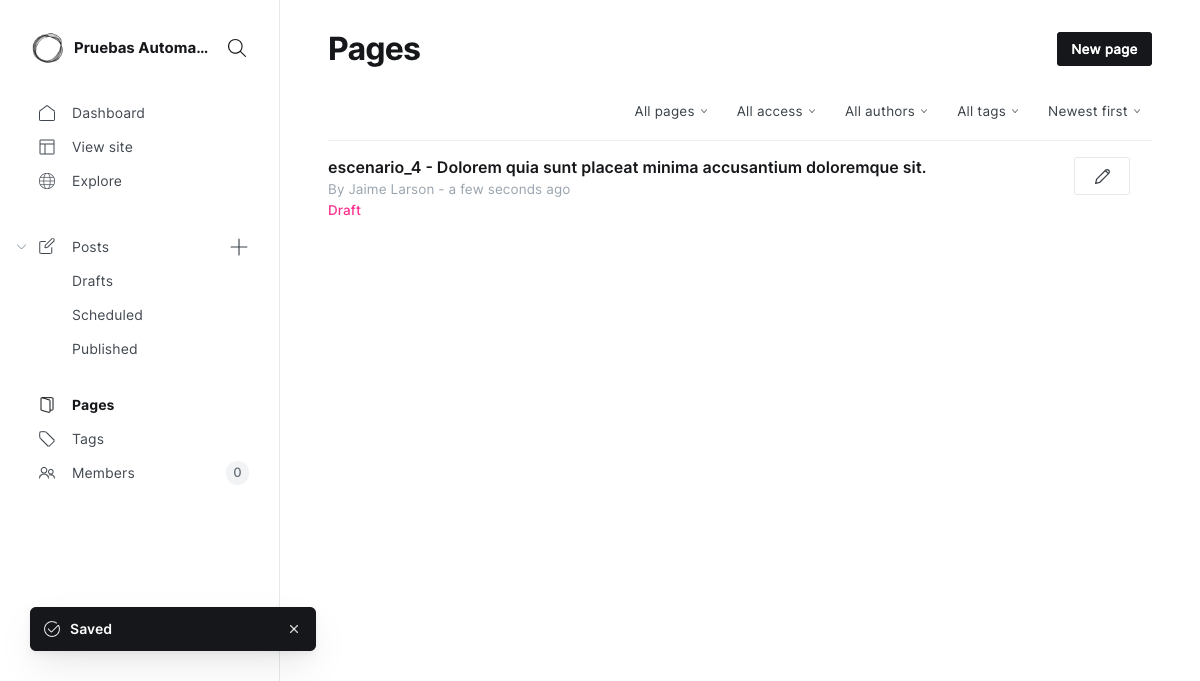 Pruebas Automa...
Dashboard
View site
Explore
Posts
Drafts
Scheduled
Published
Pages
Tags
Members 0
Saved
Pages
New page
All pages All access All authors All tags Newest first
escenario_4 - Dolorem quia sunt placeat minima accusantium doloremque sit.
By Jaime Larson - a few seconds ago
Draft